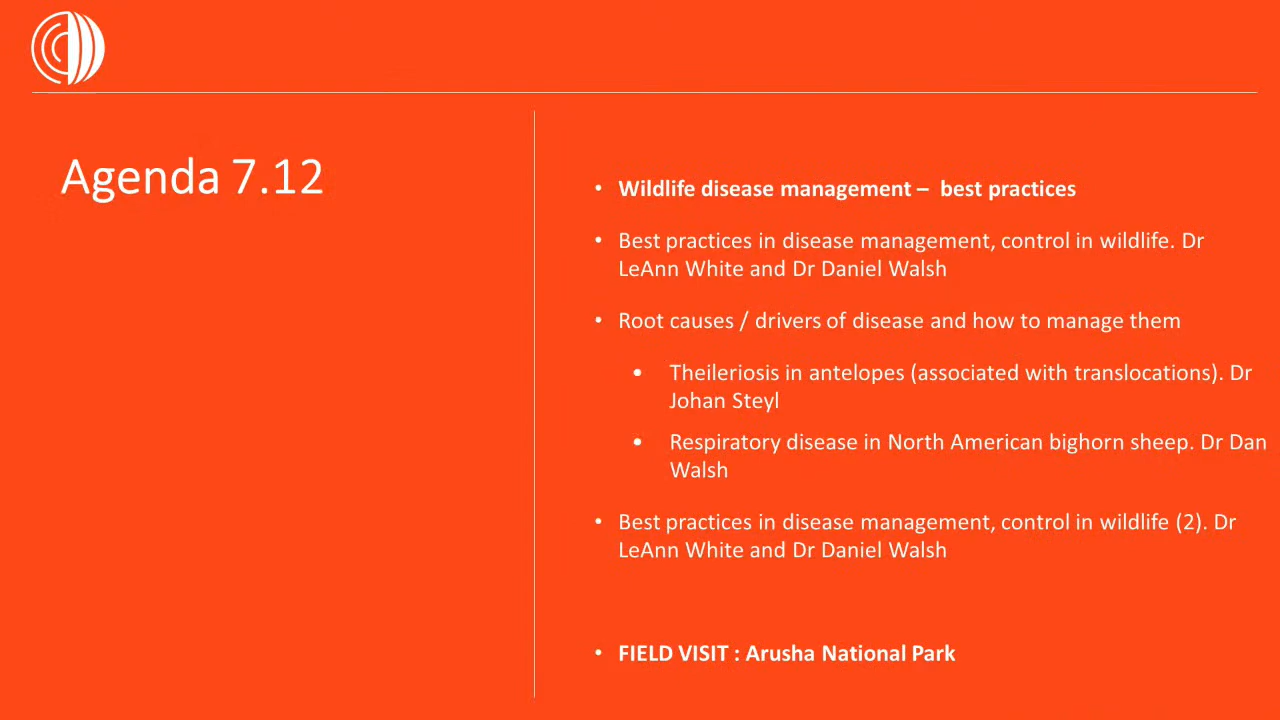 Agenda 7.12
• Wildlife disease management – best practices
• Best practices in disease management, control in wildlife. Dr
LeAnn White and Dr Daniel Walsh
• Root causes / drivers of disease and how to manage them
• Theileriosis in antelopes (associated with translocations). Dr
Johan Steyl
• Respiratory disease in North American bighorn sheep. Dr Dan
Walsh
• Best practices in disease management, control in wildlife (2). Dr
LeAnn White and Dr Daniel Walsh
• FIELD VISIT : Arusha National Park